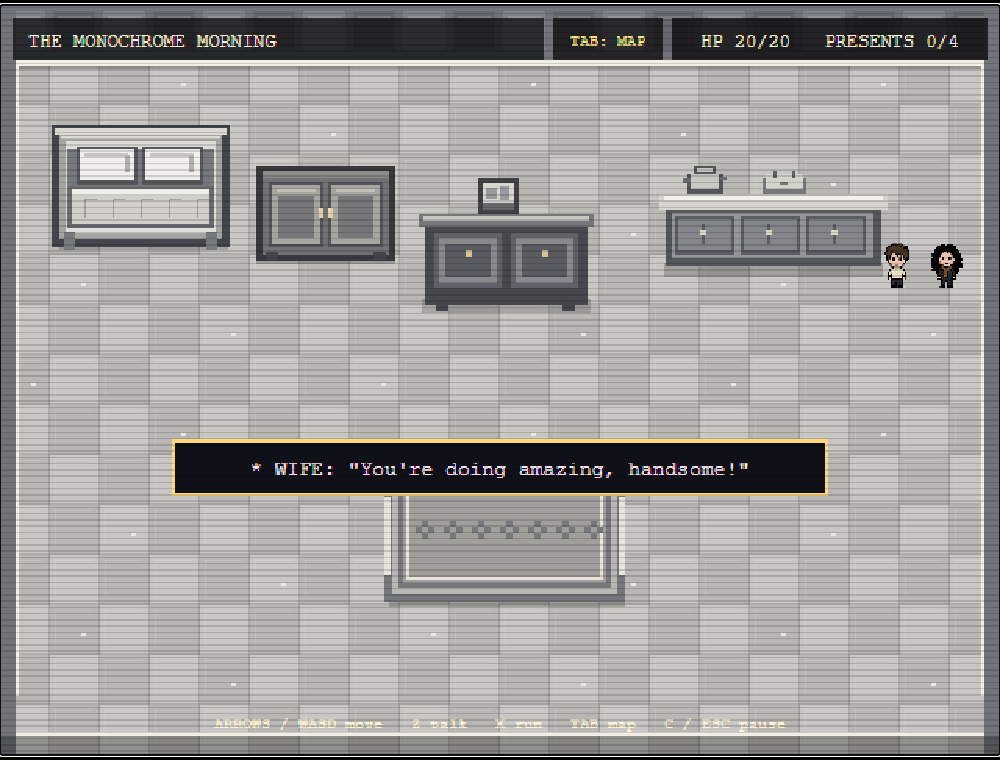 THE MONOCHROME MORNING
TAB: MAP
HP 20/20 PRESENTS 0/4
* WIFE: "You're doing amazing, handsome!"
ARROWS / WASD move Z talk X run TAB map C / ESC pause